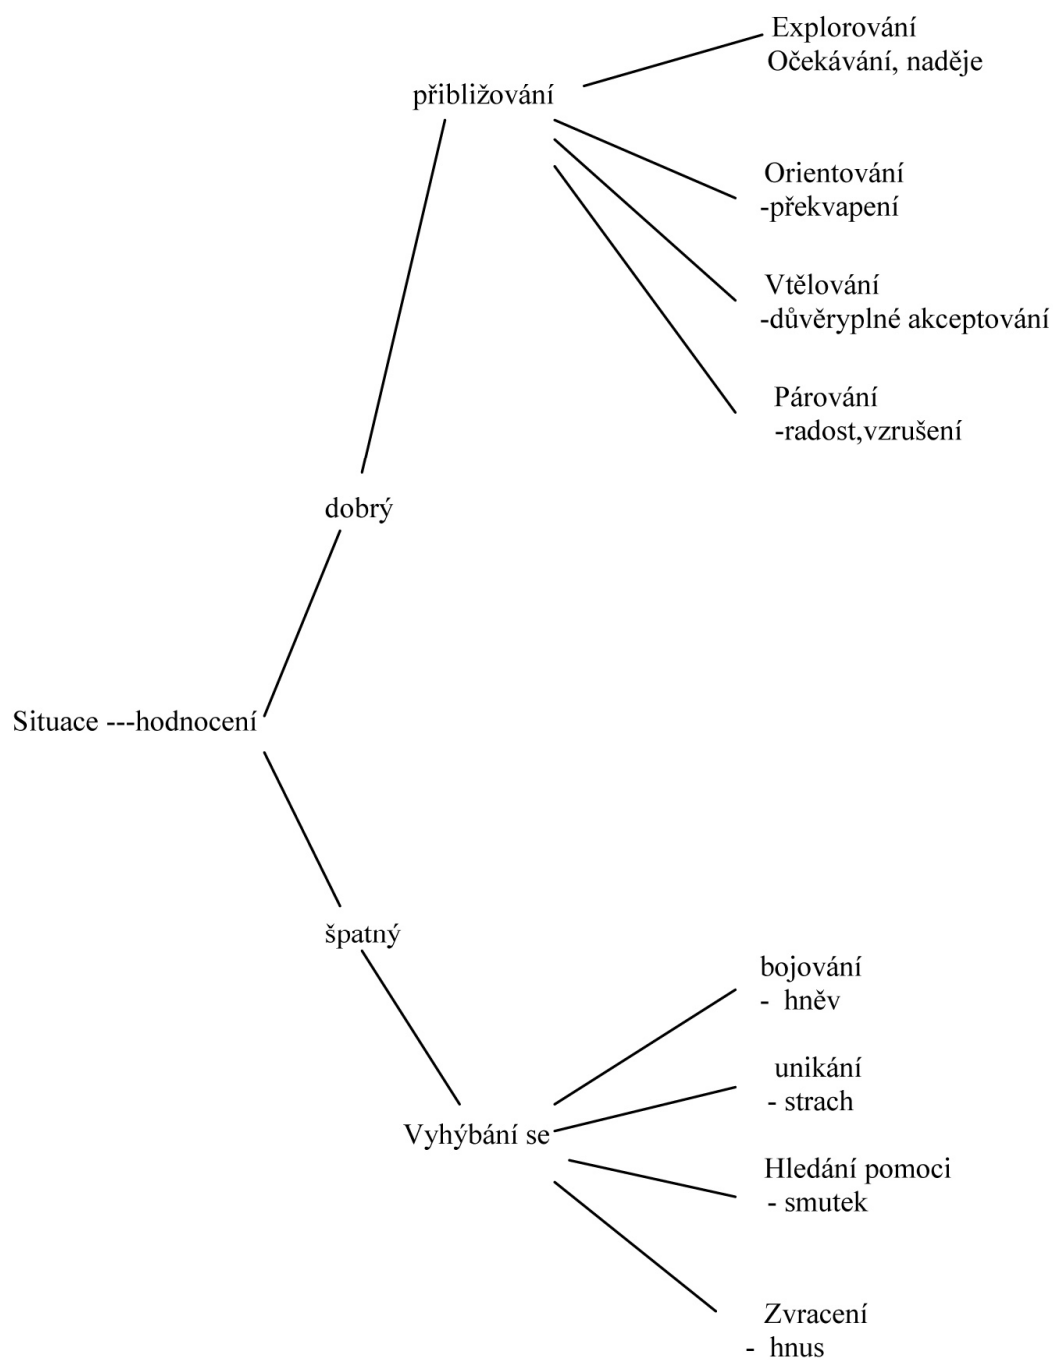 Explorování
Očekávání, naděje
přibližování
Orientování
-překvapení
Vtělování
-důvěryplné akceptování
Párování
-radost,vzrušení
dobrý
Situace ---hodnocení
špatný
bojování
- hněv
unikání
- strach
Vyhýbání se
Hledání pomoci
- smutek
Zvracení
- hnus